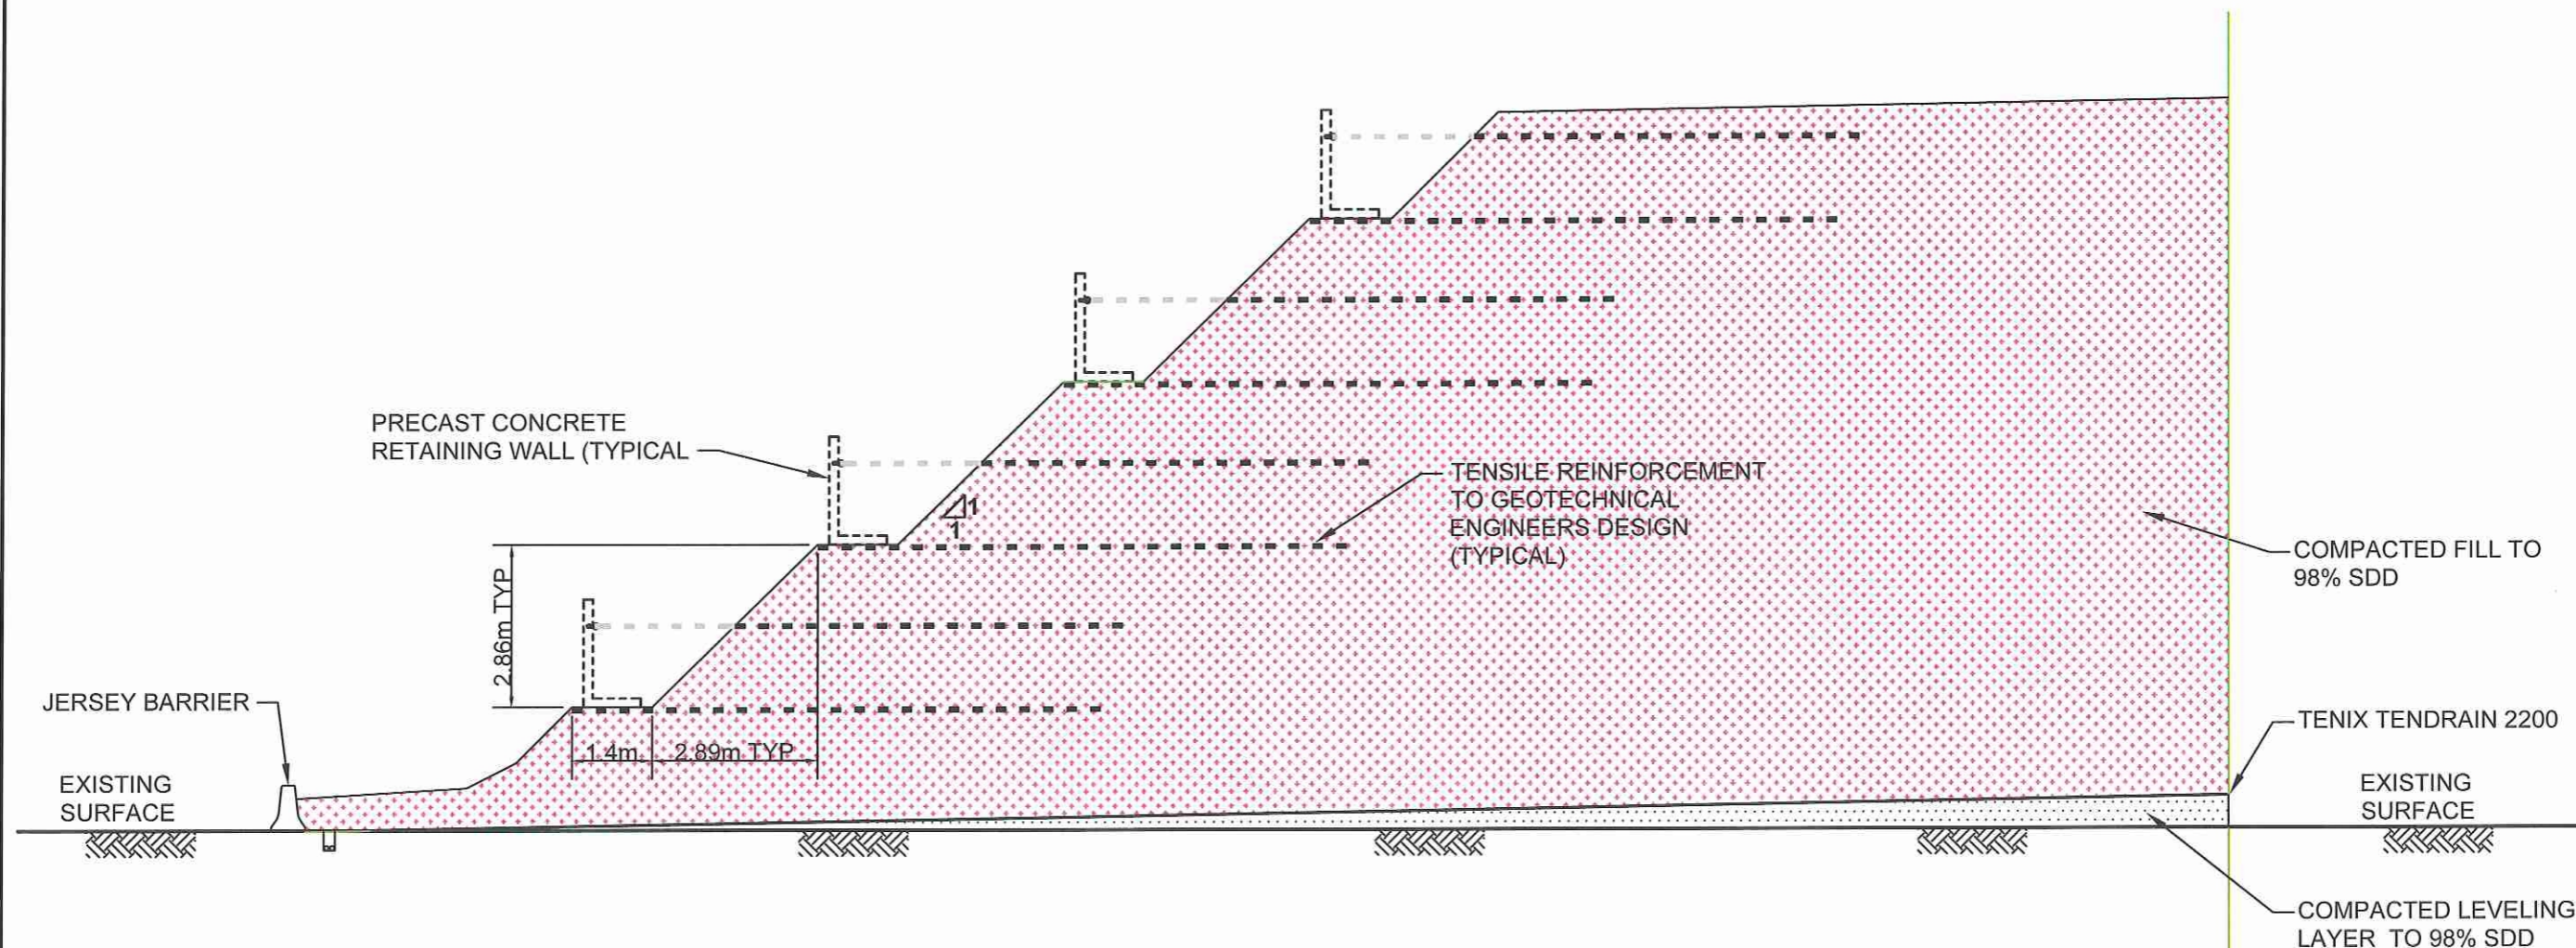 PRECAST CONCRETE
RETAINING WALL (TYPICAL
TENSILE REINFORCEMENT
TO GEOTECHNICAL
ENGINEERS DESIGN
(TYPICAL)
1
1
COMPACTED FILL TO
98% SDD
2.86m TYP
JERSEY BARRIER
TENIX TENDRAIN 2200
1.4m
2.89m TYP
EXISTING
SURFACE
EXISTING
SURFACE
COMPACTED LEVELING
LAYER TO 98% SDD